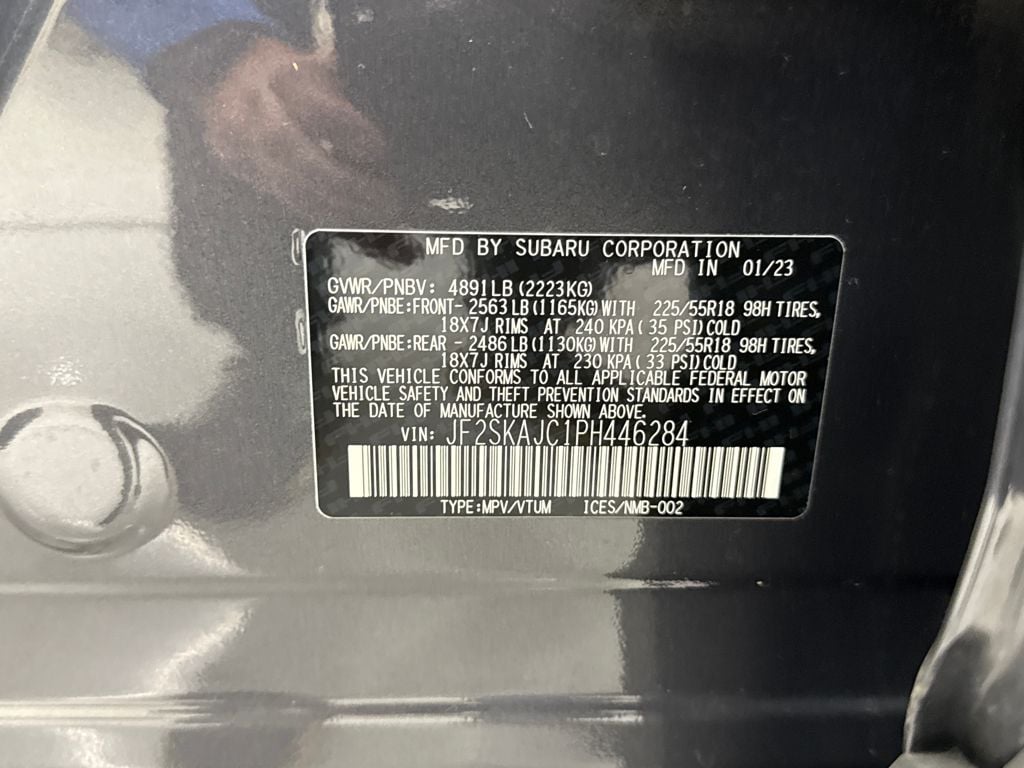 MFD BY SUBARU CORPORATION
MFD IN 01/23
GVWR/PNBV: 4891LB(2223KG)
GAWR/PNBE:FRONT- 2563LB(1165KG)WITH 225/55R18 98H TIRES,
18X7J RIMS AT 240 KPA( 35 PSI)COLD
GAWR/PNBE:REAR - 2486LB(1130KG)WITH 225/55R18 98H TIRES,
18X7J RIMS AT 230 KPA( 33 PSI)COLD
THIS VEHICLE CONFORMS TO ALL APPLICABLE FEDERAL MOTOR
VEHICLE SAFETY AND THEFT PREVENTION STANDARDS IN EFFECT ON
THE DATE OF MANUFACTURE SHOWN ABOVE.
VIN: JF2SKAJC1PH446284
TYPE:MPV/VTUM ICES/NMB-002